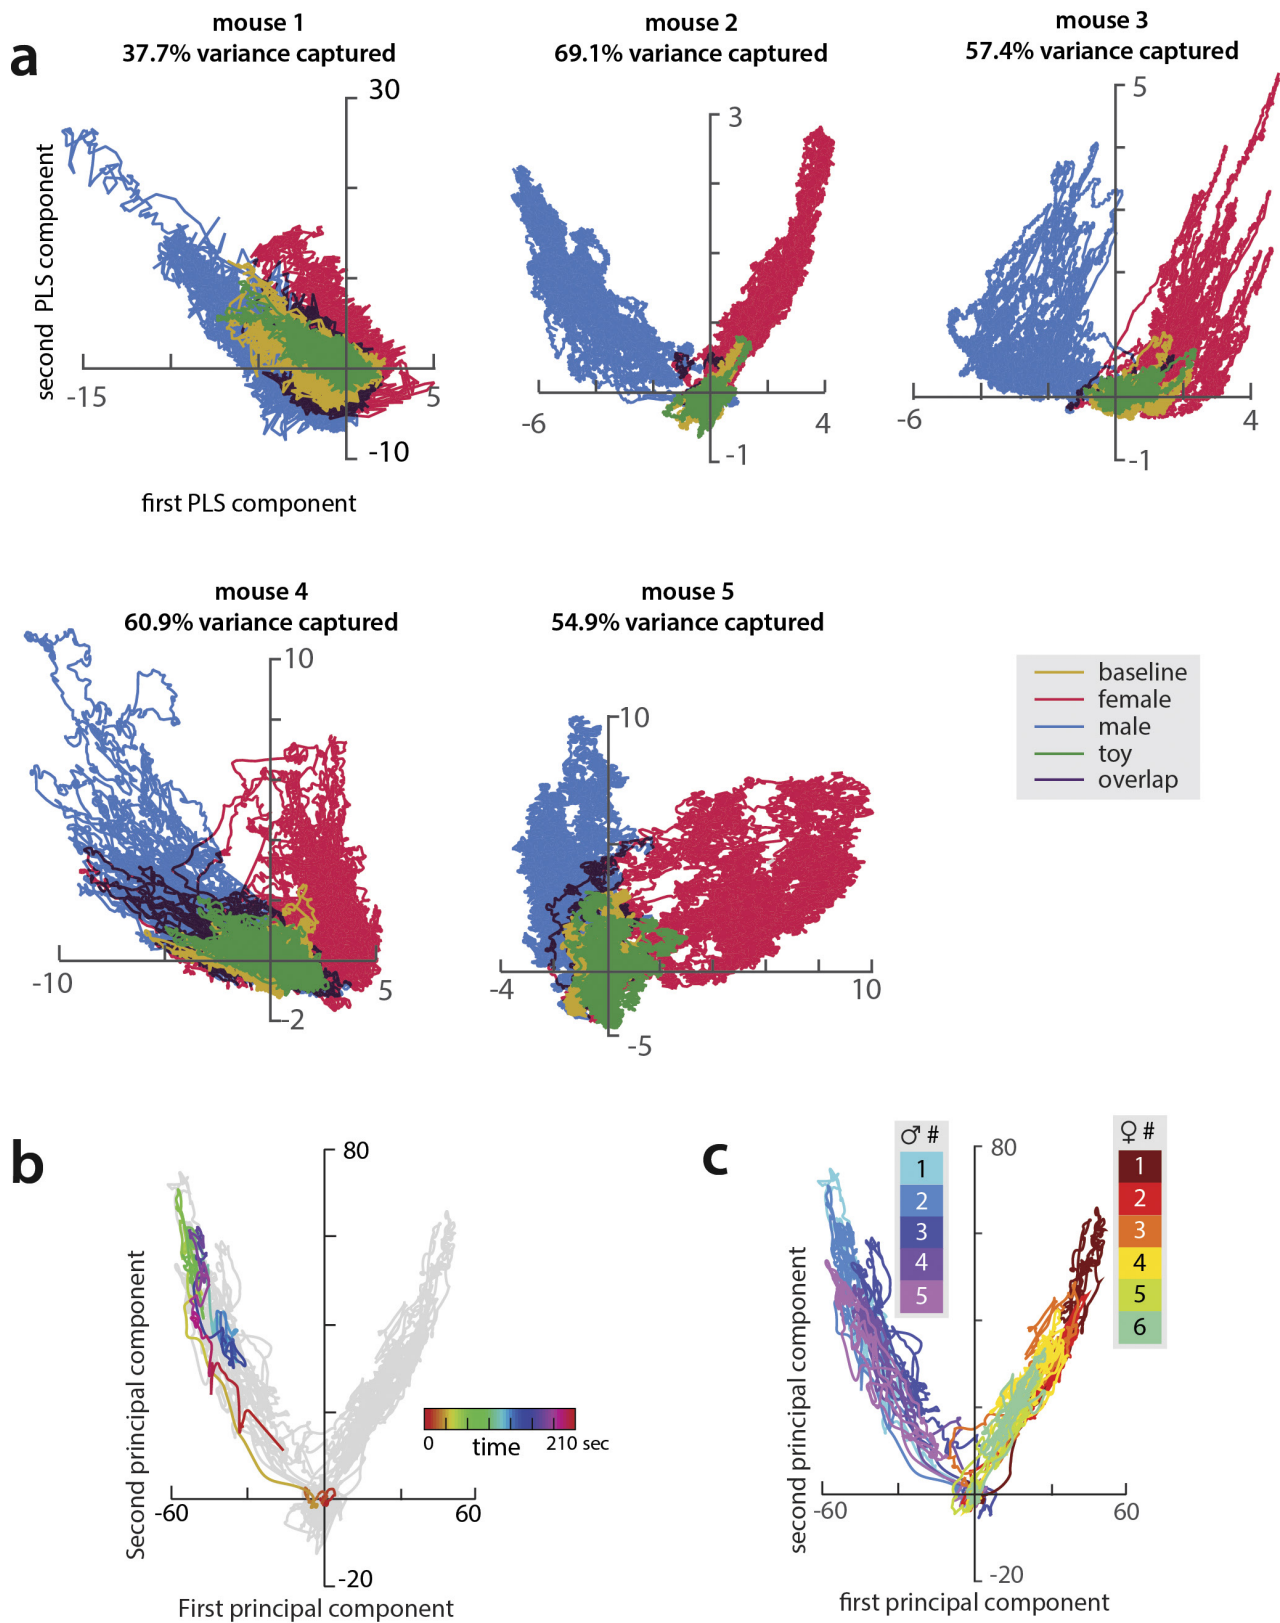 a
mouse 1
37.7% variance captured
mouse 2
69.1% variance captured
mouse 3
57.4% variance captured
30
3
5
second PLS component
-15
5
-10
-6
4
-1
-6
4
-1
first PLS component
mouse 4
60.9% variance captured
mouse 5
54.9% variance captured
10
-10
5
-2
10
-4
10
-5
baseline
female
male
toy
overlap
b
80
Second principal component
0
time
210 sec
-60
60
-20
First principal component
c
♂ #
1
2
3
4
5
80
♀ #
1
2
3
4
5
6
second principal component
-60
60
-20
first principal component